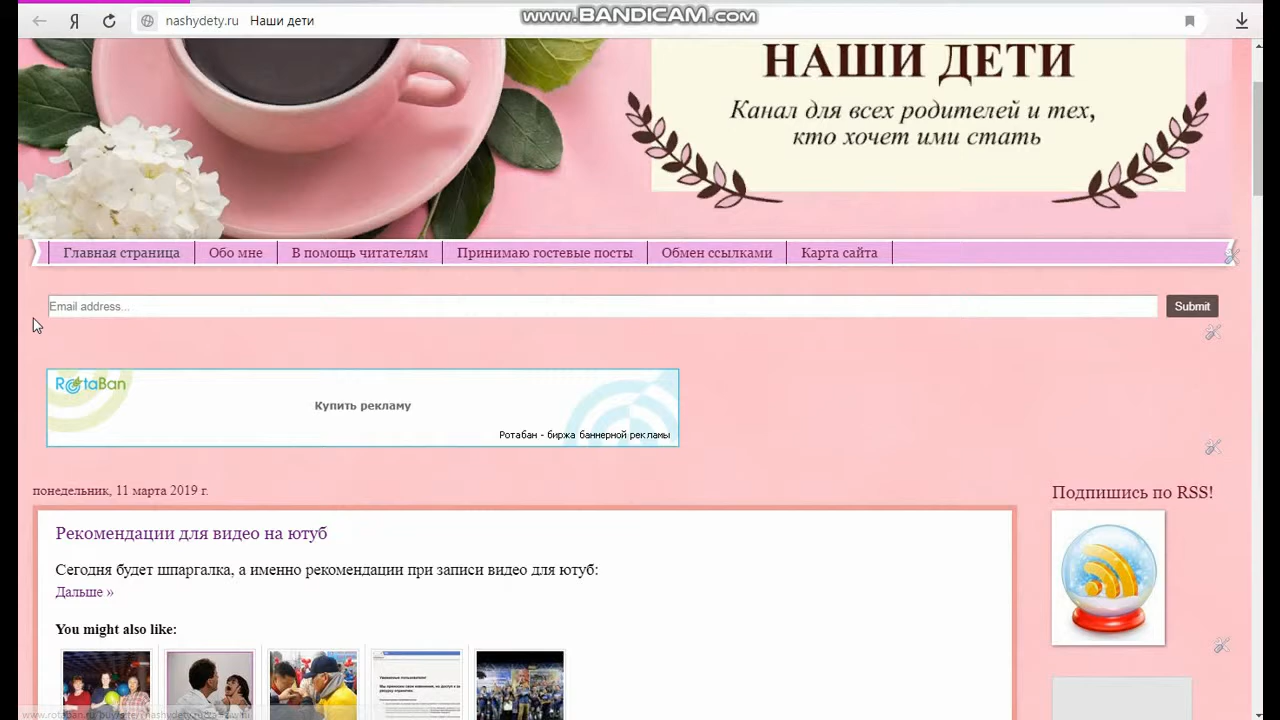 nashydety.ru Наши дети
www.BANDICAM.com
НАШИ ДЕТИ
Канал для всех родителей и тех,
кто хочет ими стать
Главная страница Обо мне В помощь читателям Принимаю гостевые посты Обмен ссылками Карта сайта
Email address...
Submit
RotaBan
Купить рекламу
Ротабан - биржа баннерной рекламы
понедельник, 11 марта 2019 г.
Рекомендации для видео на ютуб
Сегодня будет шпаргалка, а именно рекомендации при записи видео для ютуб:
Дальше »
You might also like:
Подпишись по RSS!